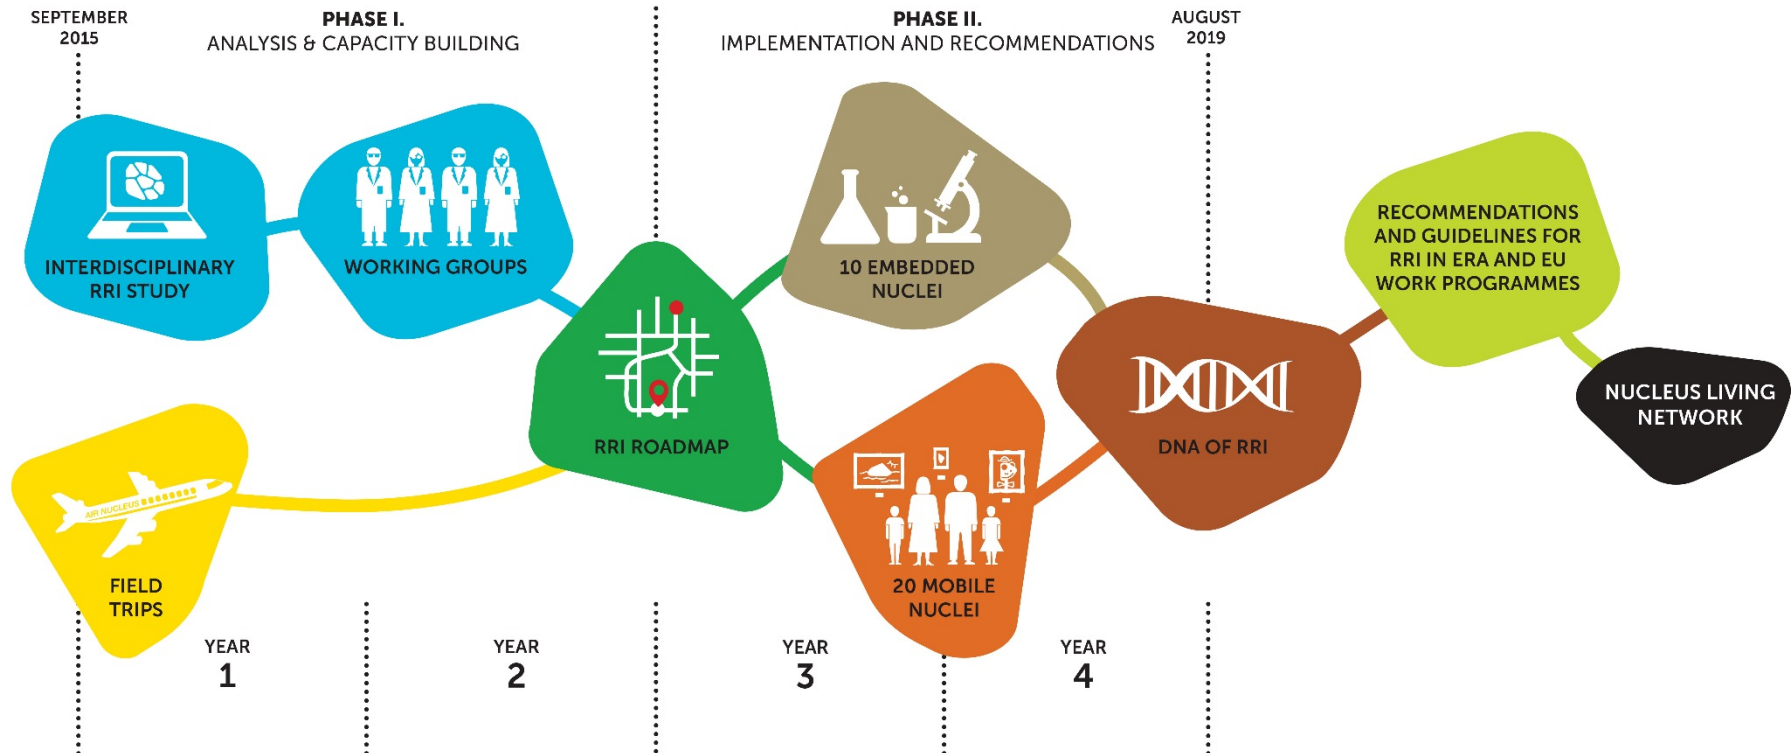 SEPTEMBER
2015
PHASE I.
ANALYSIS & CAPACITY BUILDING
PHASE II.
IMPLEMENTATION AND RECOMMENDATIONS
AUGUST
2019
INTERDISCIPLINARY
RRI STUDY
WORKING GROUPS
10 EMBEDDED
NUCLEI
RECOMMENDATIONS
AND GUIDELINES FOR
RRI IN ERA AND EU
WORK PROGRAMMES
RRI ROADMAP
DNA OF RRI
NUCLEUS LIVING
NETWORK
AIR NUCLEUS
FIELD
TRIPS
20 MOBILE
NUCLEI
YEAR
1
YEAR
2
YEAR
3
YEAR
4